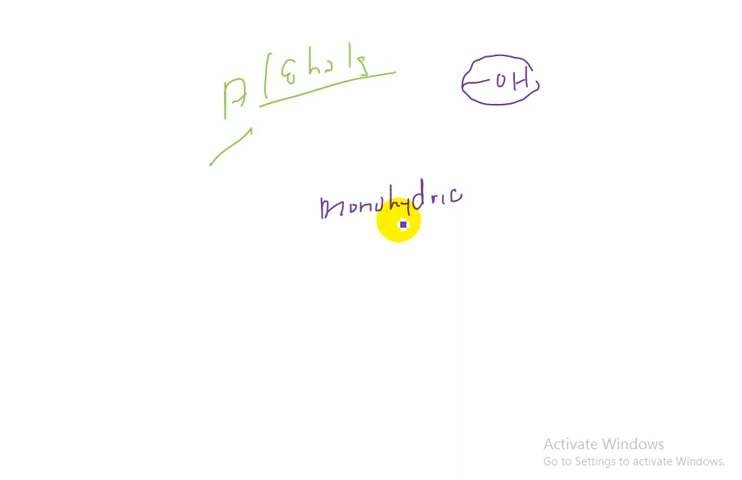 Alcohols
-OH
monohydric
Activate Windows
Go to Settings to activate Windows.